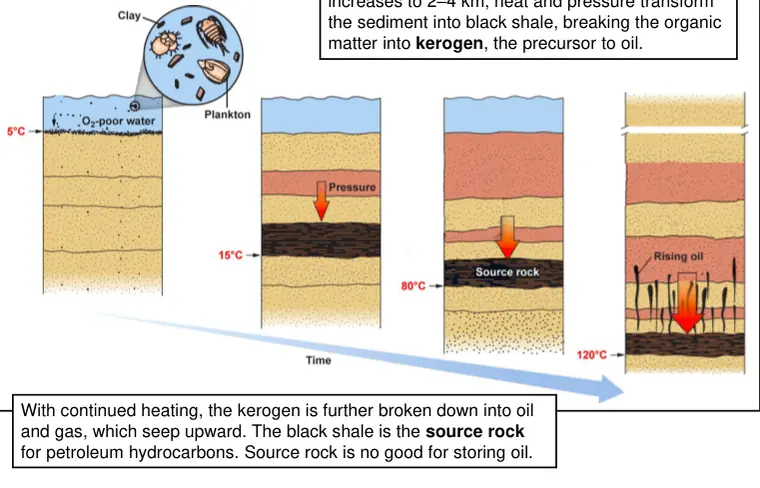 increases to 2–4 km, heat and pressure transform
the sediment into black shale, breaking the organic
matter into kerogen, the precursor to oil.
Clay
Plankton
O₂-poor water
5°C
Pressure
15°C
Source rock
80°C
Rising oil
120°C
Time
With continued heating, the kerogen is further broken down into oil
and gas, which seep upward. The black shale is the source rock
for petroleum hydrocarbons. Source rock is no good for storing oil.